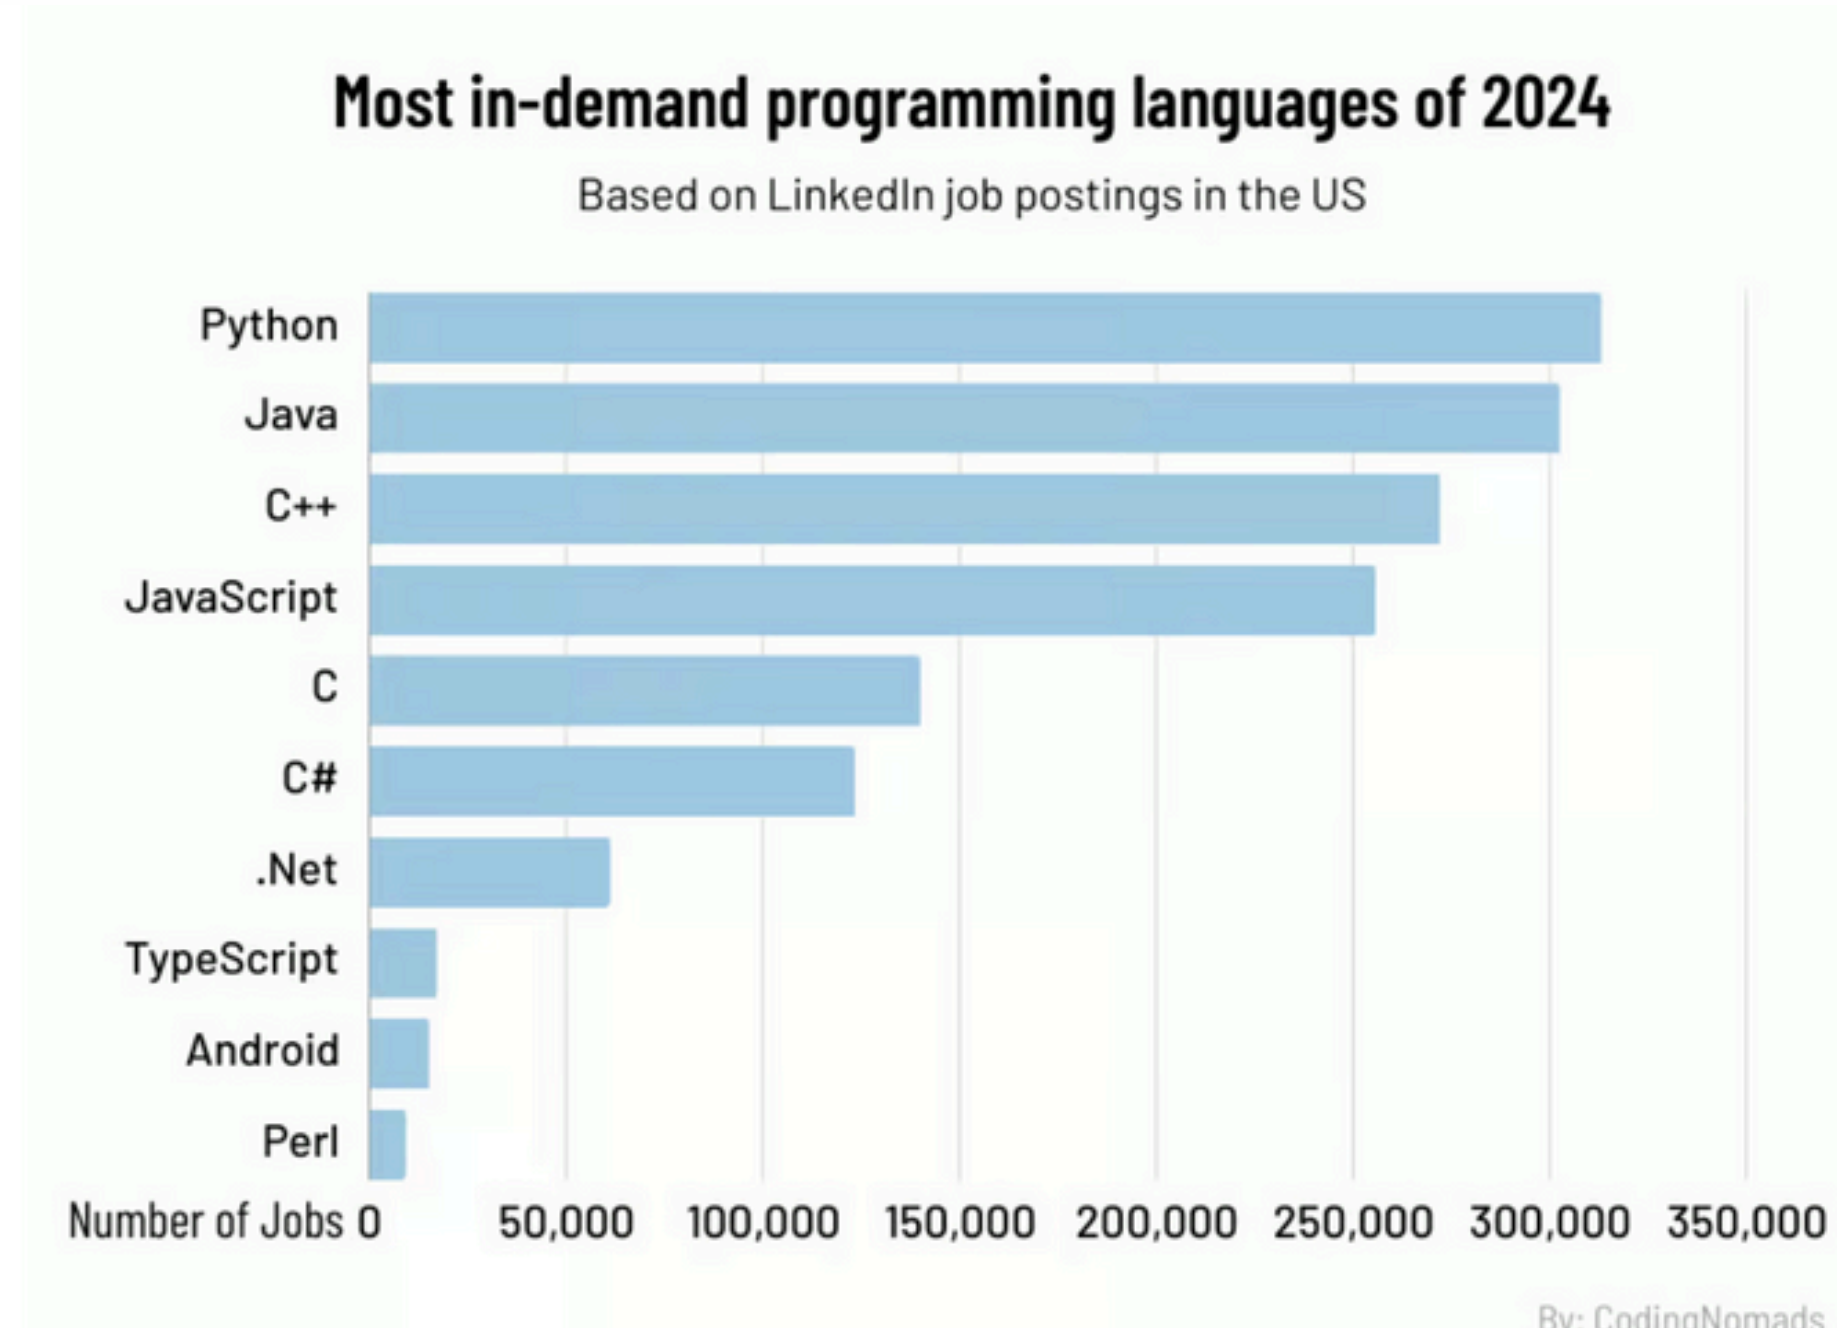 Most in-demand programming languages of 2024
Based on LinkedIn job postings in the US
Python
Java
C++
JavaScript
C
C#
.Net
TypeScript
Android
Perl
Number of Jobs 0 50,000 100,000 150,000 200,000 250,000 300,000 350,000
By: CodingNomads